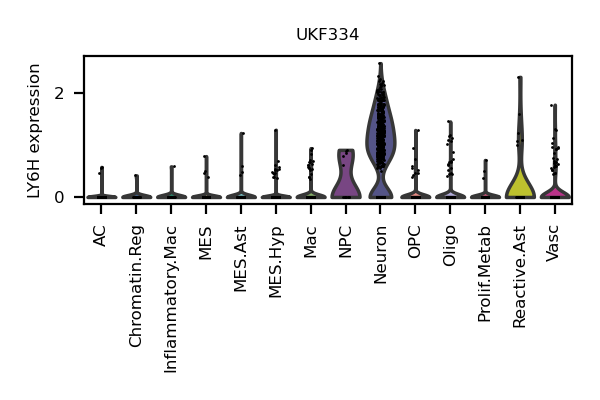 UKF334
LY6H expression
2
0
AC
Chromatin.Reg
Inflammatory.Mac
MES
MES.Ast
MES.Hyp
Mac
NPC
Neuron
OPC
Oligo
Prolif.Metab
Reactive.Ast
Vasc